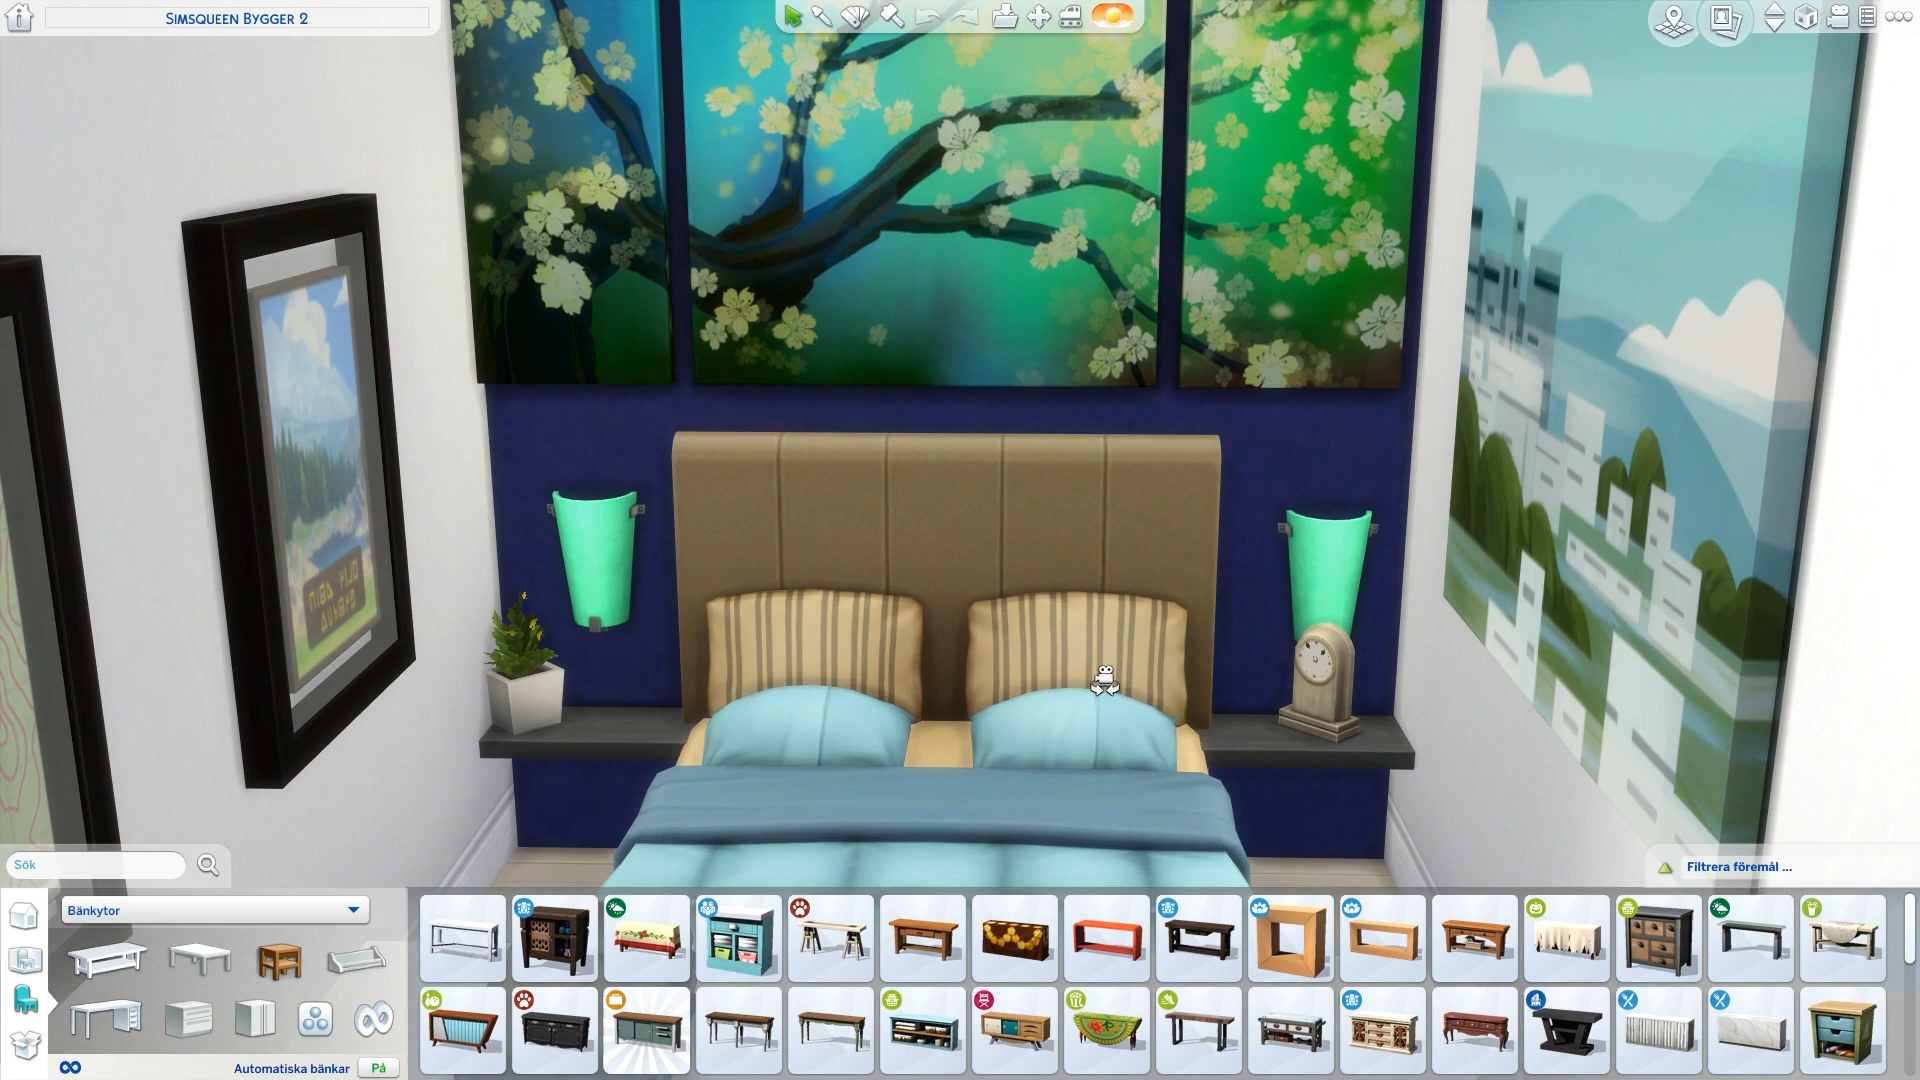 Simsqueen Bygger 2
Sök
Filtrera föremål ...
Bänkytor
Automatiska bänkar
På